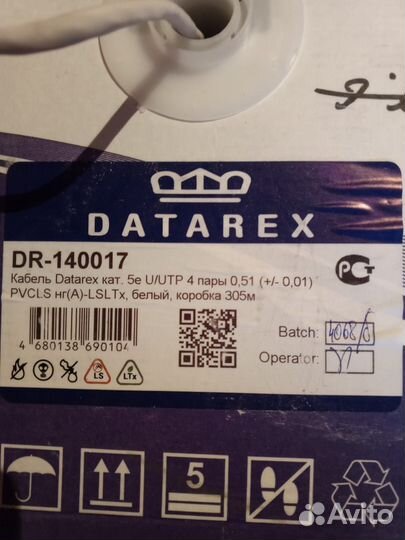 DATAREX
DR-140017
Кабель Datarex кат. 5e U/UTP 4 пары 0,51 (+/- 0,01)
PVCLS нг(А)-LSLTx, белый, коробка 305м
Batch:
4 680138 690104
Operator:
LS LTx
5
Avito